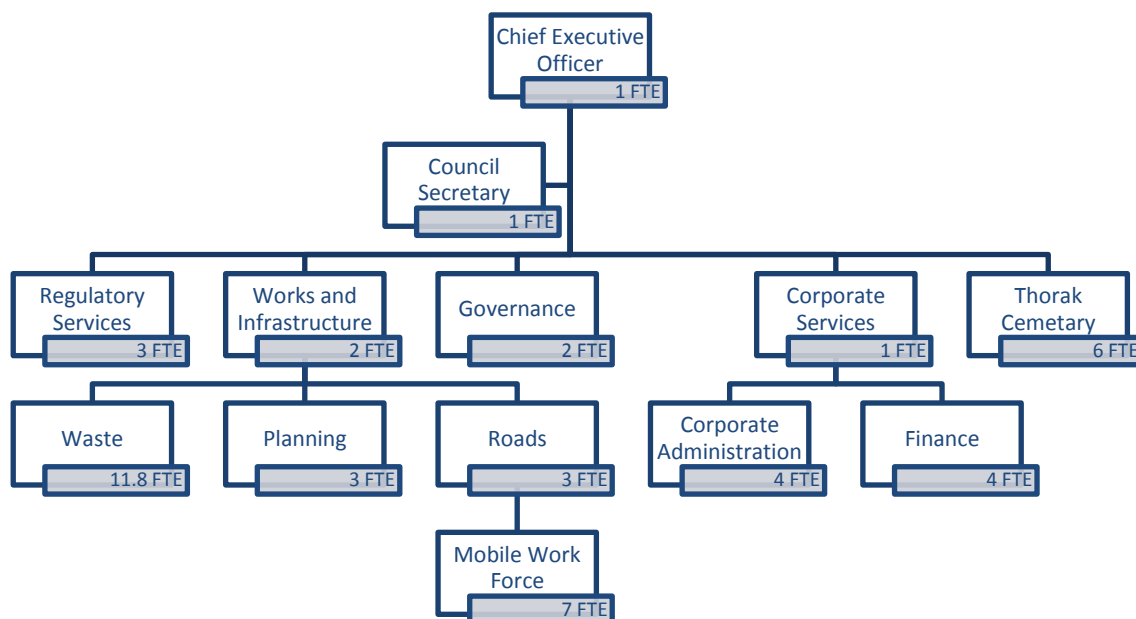 Chief Executive
Officer
1 FTE
Council
Secretary
1 FTE
Regulatory
Services
3 FTE
Works and
Infrastructure
2 FTE
Governance
2 FTE
Corporate
Services
1 FTE
Thorak
Cemetary
6 FTE
Waste
11.8 FTE
Planning
3 FTE
Roads
3 FTE
Corporate
Administration
4 FTE
Finance
4 FTE
Mobile Work
Force
7 FTE